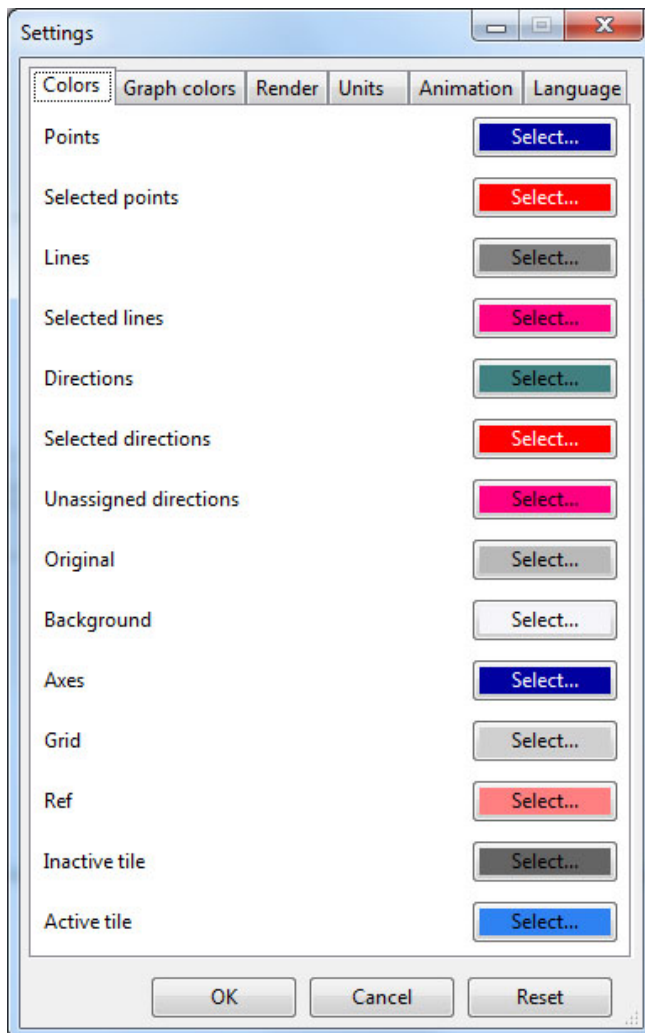 Settings
Colors Graph colors Render Units Animation Language
Points Select...
Selected points Select...
Lines Select...
Selected lines Select...
Directions Select...
Selected directions Select...
Unassigned directions Select...
Original Select...
Background Select...
Axes Select...
Grid Select...
Ref Select...
Inactive tile Select...
Active tile Select...
OK Cancel Reset